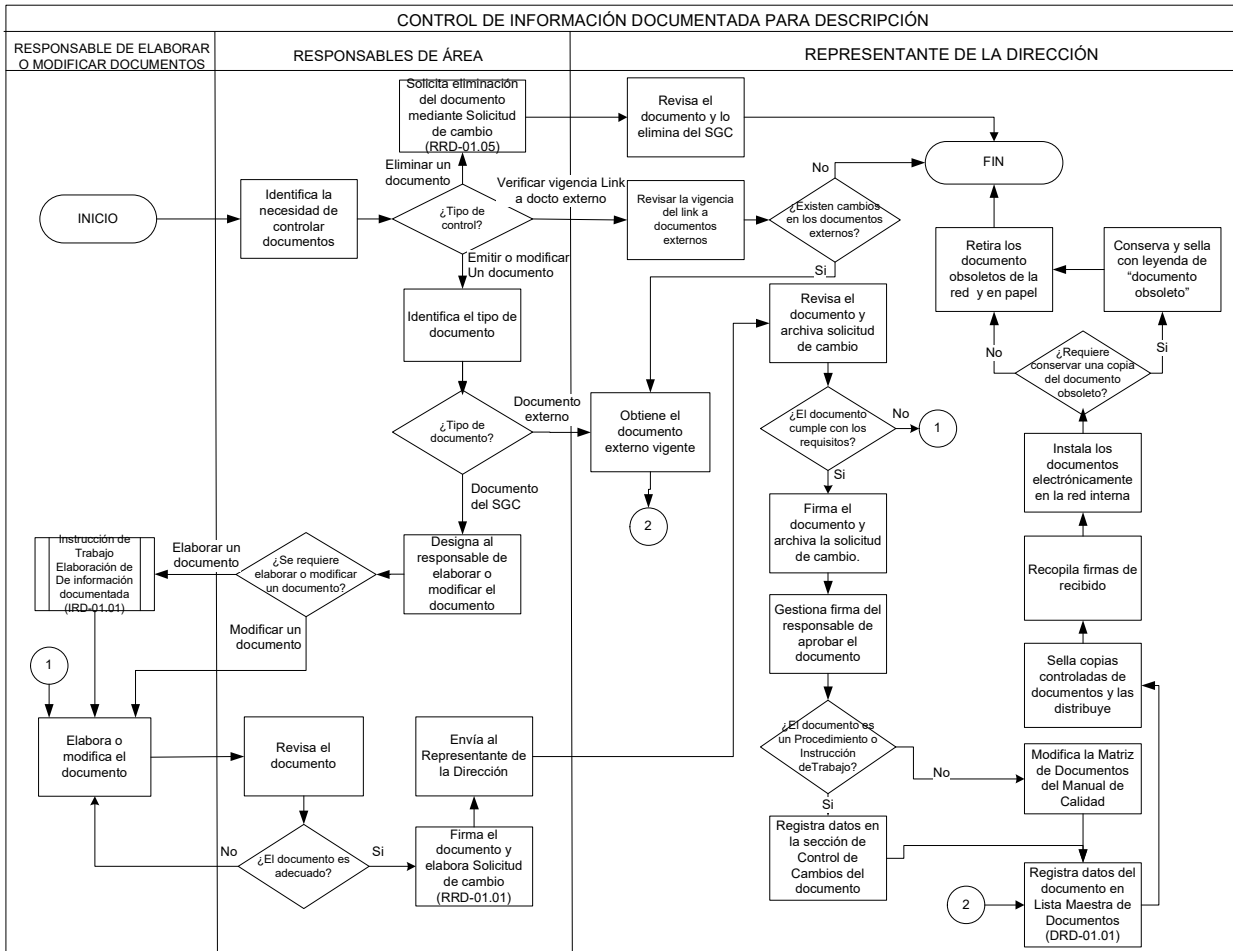 CONTROL DE INFORMACIÓN DOCUMENTADA PARA DESCRIPCIÓN
RESPONSABLE DE ELABORAR
O MODIFICAR DOCUMENTOS
RESPONSABLES DE ÁREA
REPRESENTANTE DE LA DIRECCIÓN
Solicita eliminación
del documento
mediante Solicitud
de cambio
(RRD-01.05)
Revisa el
documento y lo
elimina del SGC
FIN
No
Eliminar un
documento
Verificar vigencia Link
a docto externo
INICIO
Identifica la
necesidad de
controlar
documentos
¿Tipo de
control?
Revisar la vigencia
del link a
documentos
externos
¿Existen cambios
en los documentos
externos?
Si
Retira los
documento
obsoletos de la
red y en papel
Conserva y sella
con leyenda de
“documento
obsoleto”
Emitir o modificar
Un documento
Identifica el tipo de
documento
Revisa el
documento y
archiva solicitud
de cambio
No
Si
¿Requiere
conservar una copia
del documento
obsoleto?
¿Tipo de
documento?
Documento
externo
Obtiene el
documento
externo vigente
¿El documento
cumple con los
requisitos?
No
1
Si
Instala los
documentos
electrónicamente
en la red interna
Documento
del SGC
2
Instrucción de
Trabajo
Elaboración de
De información
documentada
(IRD-01.01)
Elaborar un
documento
¿Se requiere
elaborar o modificar
un documento?
Designa al
responsable de
elaborar o
modificar el
documento
Firma el
documento y
archiva la solicitud
de cambio.
Recopila firmas de
recibido
Modificar un
documento
Gestiona firma del
responsable de
aprobar el
documento
1
Sella copias
controladas de
documentos y las
distribuye
Elabora o
modifica el
documento
Revisa el
documento
Envía al
Representante de
la Dirección
¿El documento es
un Procedimiento o
Instrucción
deTrabajo?
No
Modifica la Matriz
de Documentos
del Manual de
Calidad
Si
No
¿El documento es
adecuado?
Si
Firma el
documento y
elabora Solicitud
de cambio
(RRD-01.01)
Registra datos en
la sección de
Control de
Cambios del
documento
2
Registra datos del
documento en
Lista Maestra de
Documentos
(DRD-01.01)